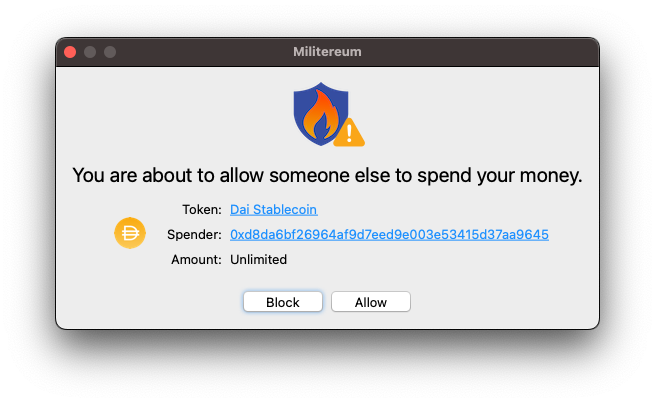 Militereum
You are about to allow someone else to spend your money.
Token: Dai Stablecoin
Spender: 0xd8da6bf26964af9d7eed9e003e53415d37aa9645
Amount: Unlimited
Block Allow